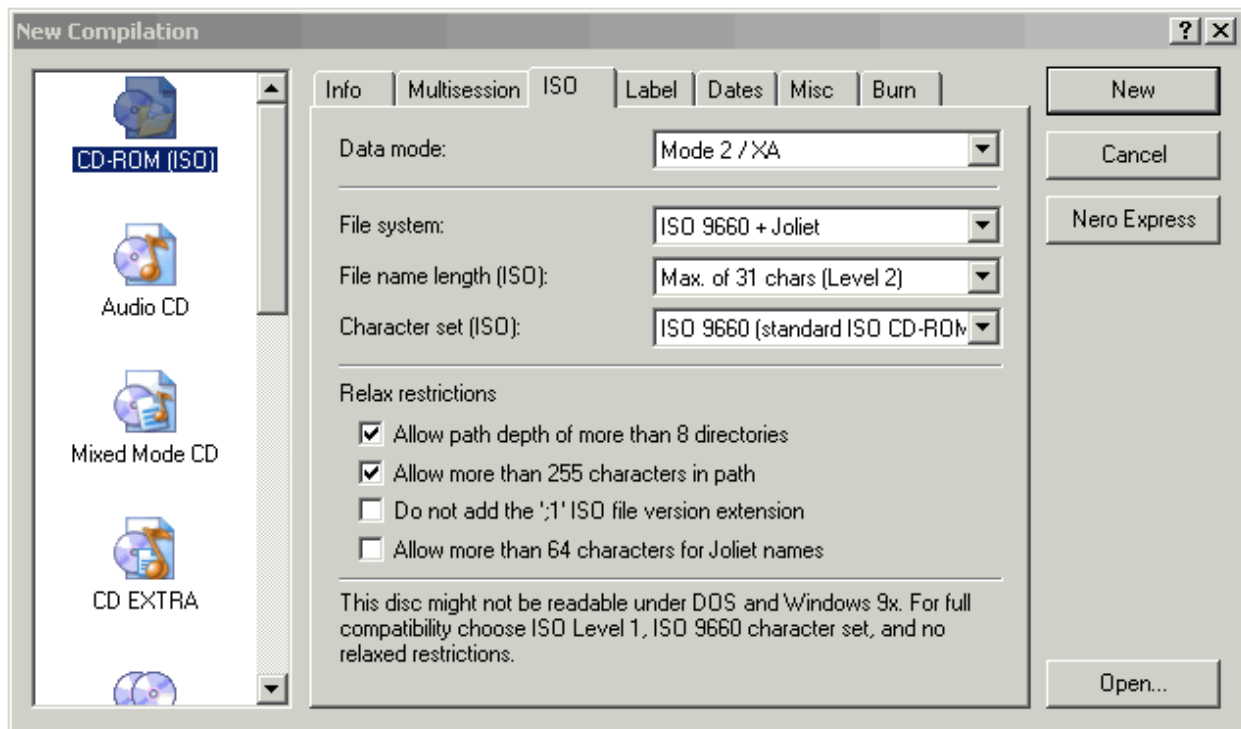 New Compilation
CD-ROM (ISO)
Audio CD
Mixed Mode CD
CD EXTRA
Info
Multisession
ISO
Label
Dates
Misc
Burn
Data mode:
Mode 2 / XA
File system:
ISO 9660 + Joliet
File name length (ISO):
Max. of 31 chars (Level 2)
Character set (ISO):
ISO 9660 (standard ISO CD-ROM
Relax restrictions
Allow path depth of more than 8 directories
Allow more than 255 characters in path
Do not add the ';1' ISO file version extension
Allow more than 64 characters for Joliet names
This disc might not be readable under DOS and Windows 9x. For full
compatibility choose ISO Level 1, ISO 9660 character set, and no
relaxed restrictions.
New
Cancel
Nero Express
Open...